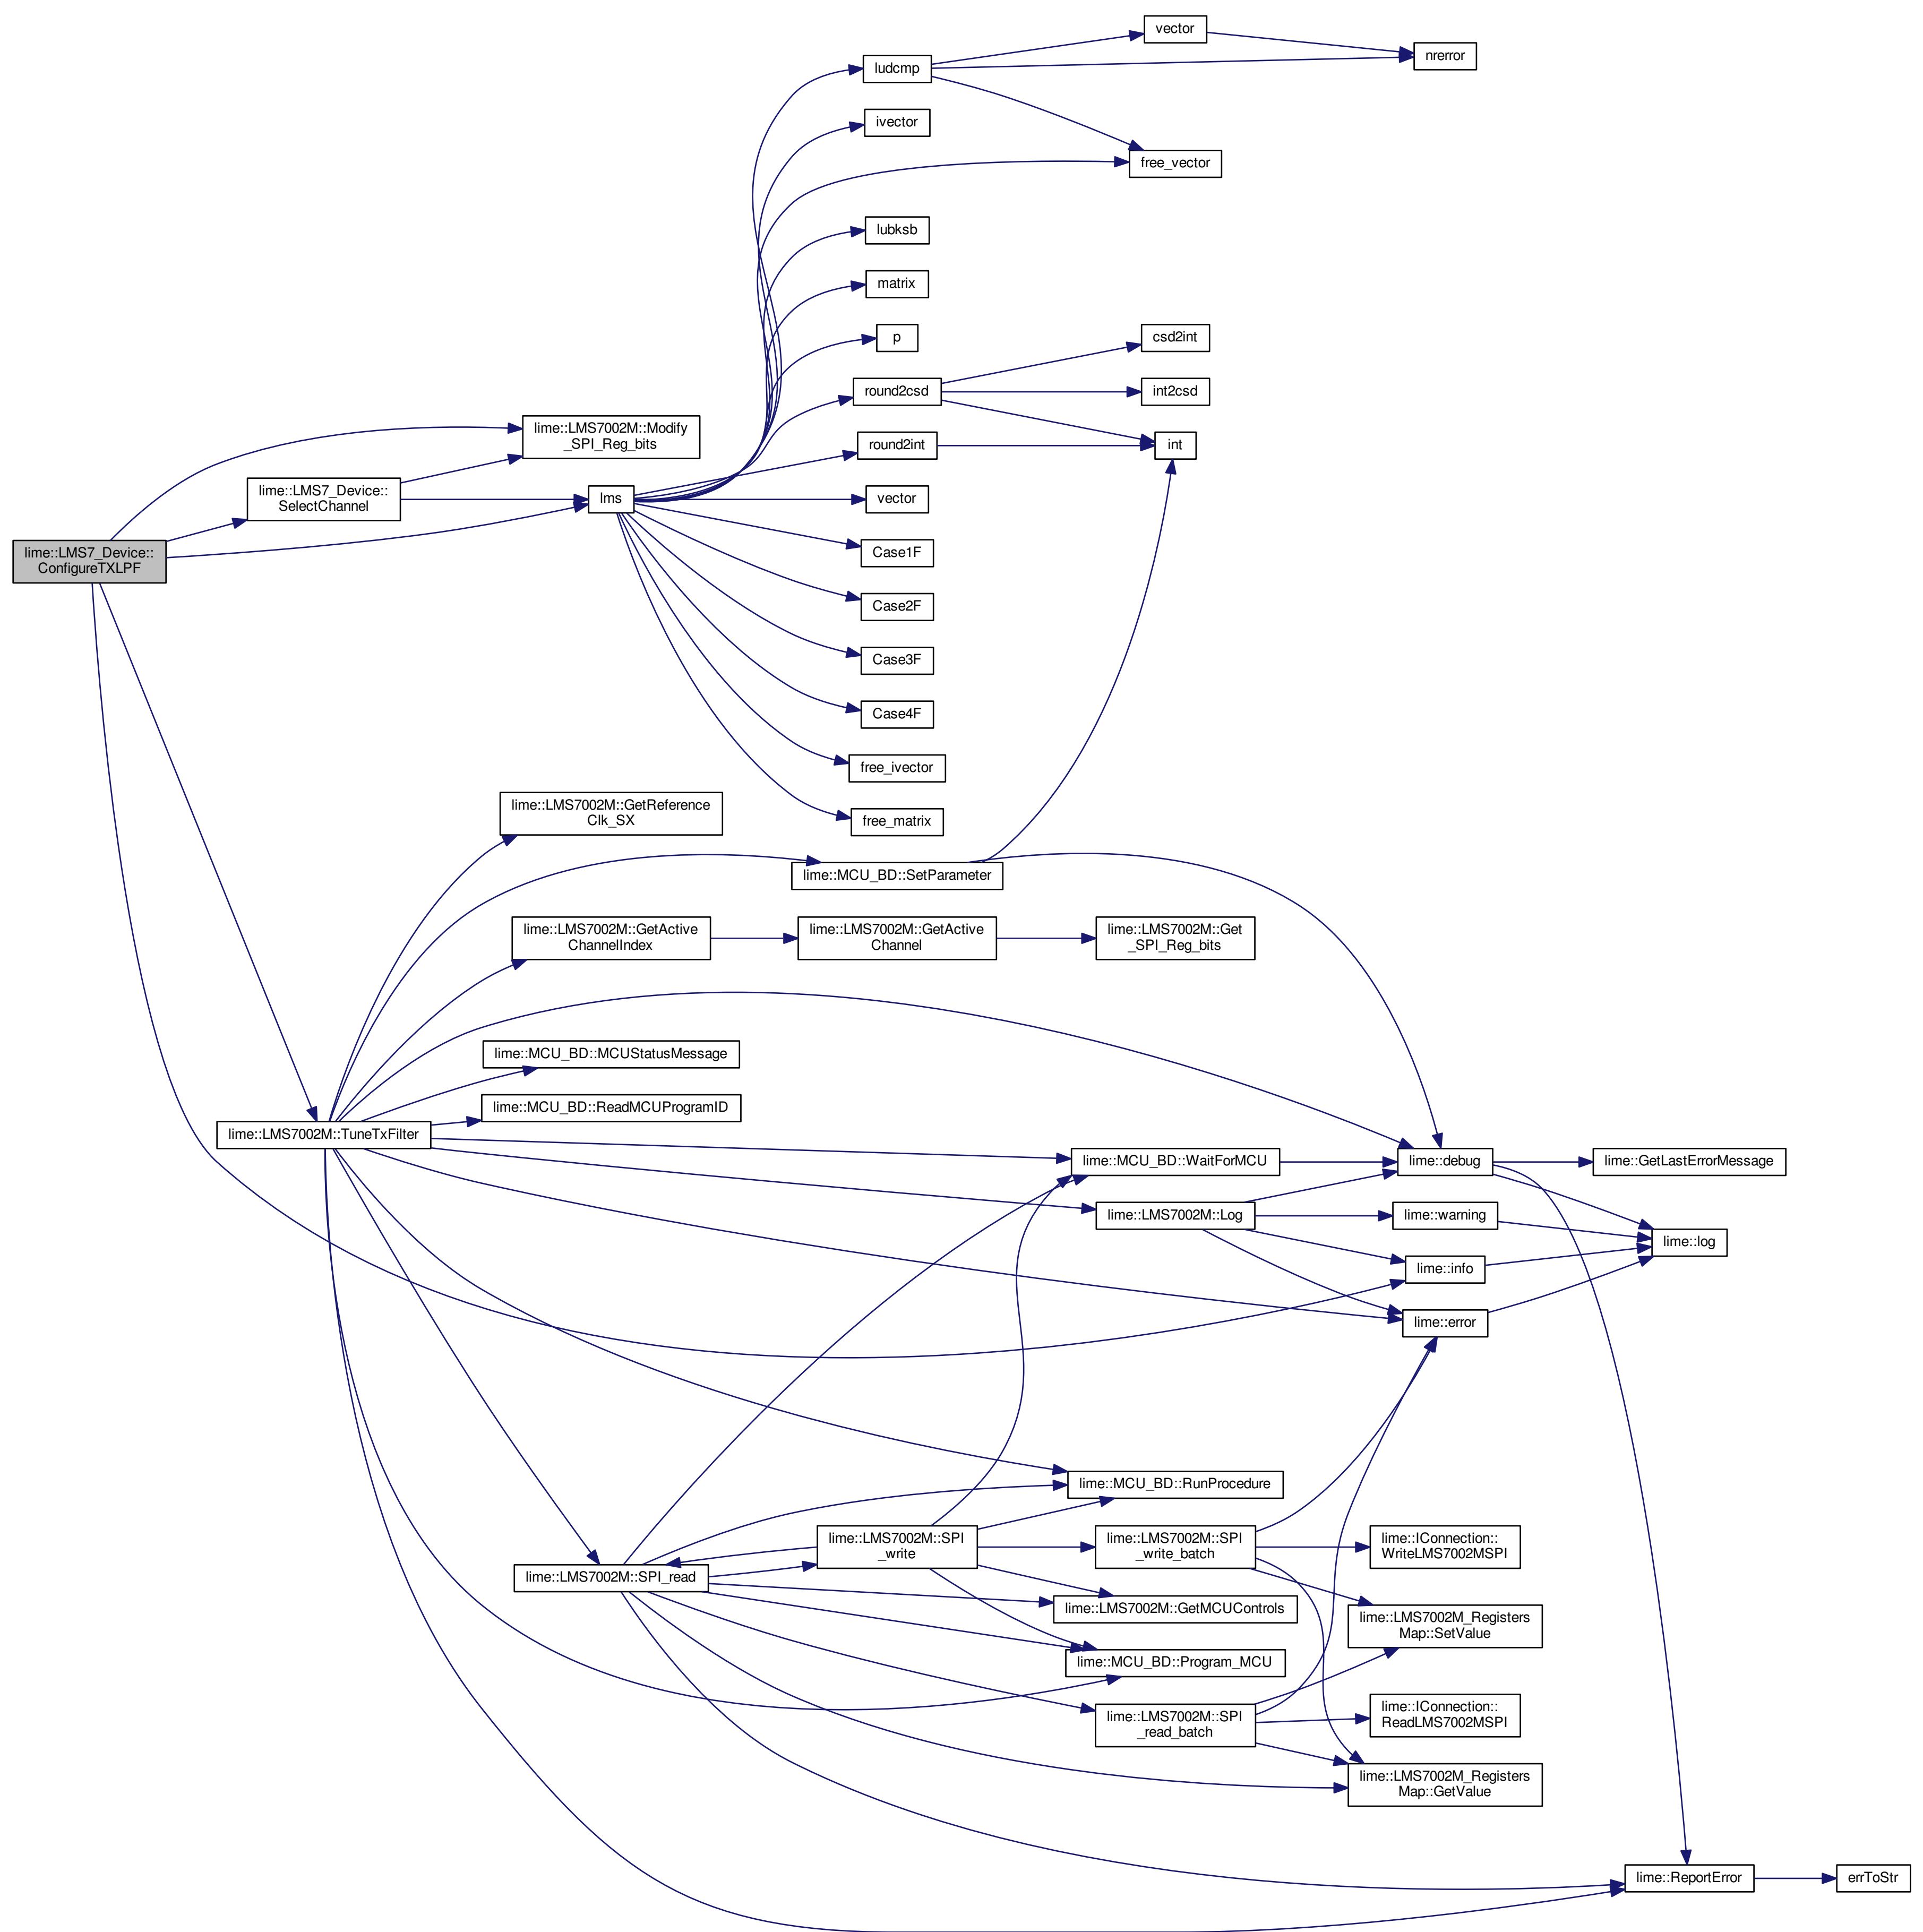 vector
nrerror
ludcmp
ivector
free_vector
lubksb
matrix
p
csd2int
round2csd
int2csd
lime::LMS7002M::Modify
_SPI_Reg_bits
round2int
int
lime::LMS7_Device::
SelectChannel
lms
vector
lime::LMS7_Device::
ConfigureTXLPF
Case1F
Case2F
Case3F
Case4F
free_ivector
lime::LMS7002M::GetReference
Clk_SX
free_matrix
lime::MCU_BD::SetParameter
lime::LMS7002M::GetActive
ChannelIndex
lime::LMS7002M::GetActive
Channel
lime::LMS7002M::Get
_SPI_Reg_bits
lime::MCU_BD::MCUStatusMessage
lime::MCU_BD::ReadMCUProgramID
lime::LMS7002M::TuneTxFilter
lime::MCU_BD::WaitForMCU
lime::debug
lime::GetLastErrorMessage
lime::LMS7002M::Log
lime::warning
lime::log
lime::info
lime::error
lime::MCU_BD::RunProcedure
lime::LMS7002M::SPI
_write
lime::LMS7002M::SPI
_write_batch
lime::IConnection::
WriteLMS7002MSPI
lime::LMS7002M::SPI_read
lime::LMS7002M::GetMCUControls
lime::LMS7002M_Registers
Map::SetValue
lime::MCU_BD::Program_MCU
lime::LMS7002M::SPI
_read_batch
lime::IConnection::
ReadLMS7002MSPI
lime::LMS7002M_Registers
Map::GetValue
lime::ReportError
errToStr